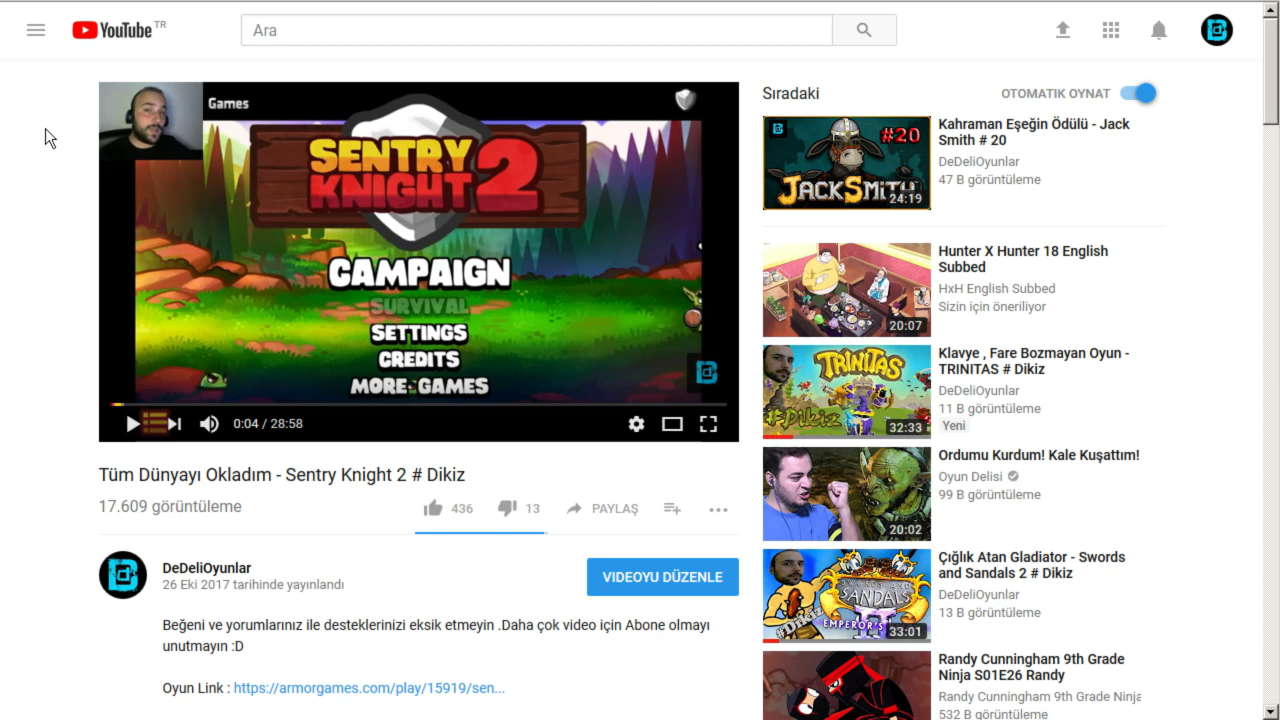 YouTube TR
Ara
Games
SENTRY
KNIGHT 2
CAMPAIGN
SURVIVAL
SETTINGS
CREDITS
MORE GAMES
0:04 / 28:58
Tüm Dünyayı Okladım - Sentry Knight 2 # Dikiz
17.609 görüntüleme
436
13
PAYLAŞ
DeDeliOyunlar
26 Eki 2017 tarihinde yayınlandı
VIDEOYU DÜZENLE
Beğeni ve yorumlarınız ile desteklerinizi eksik etmeyin .Daha çok video için Abone olmayı
unutmayın :D
Oyun Link : https://armorgames.com/play/15919/sen...
Sıradaki
OTOMATIK OYNAT
#20
JACKSMITH
24:19
Kahraman Eşeğin Ödülü - Jack
Smith # 20
DeDeliOyunlar
47 B görüntüleme
20:07
Hunter X Hunter 18 English
Subbed
HxH English Subbed
Sizin için öneriliyor
TRINITAS
#Dikiz
32:33
Klavye , Fare Bozmayan Oyun -
TRINITAS # Dikiz
DeDeliOyunlar
11 B görüntüleme
Yeni
20:02
Ordumu Kurdum! Kale Kuşattım!
Oyun Delisi
99 B görüntüleme
SWORDS AND
SANDALS
EMPEROR'S
#Dikiz
33:01
Çığlık Atan Gladiator - Swords
and Sandals 2 # Dikiz
DeDeliOyunlar
13 B görüntüleme
Randy Cunningham 9th Grade
Ninja S01E26 Randy
Randy Cunningham 9th Grade Ninja
532 B görüntüleme